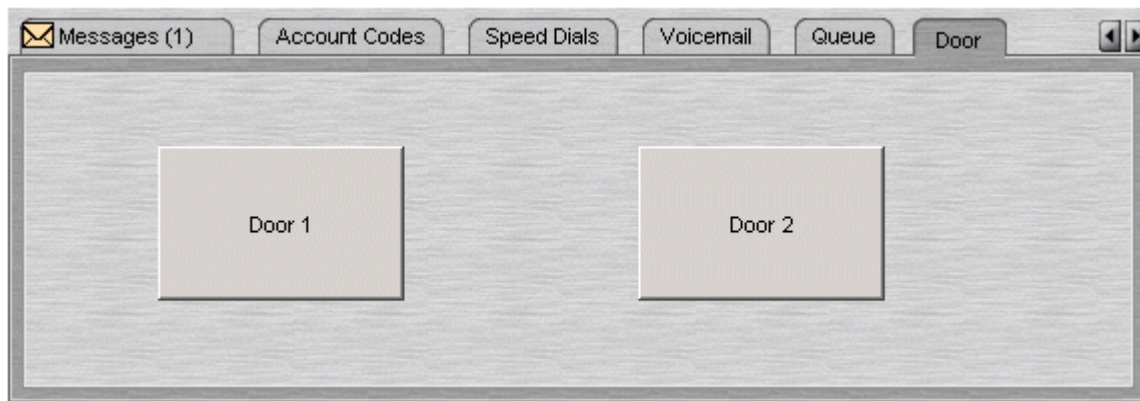 Messages (1) Account Codes Speed Dials Voicemail Queue Door
Door 1 Door 2